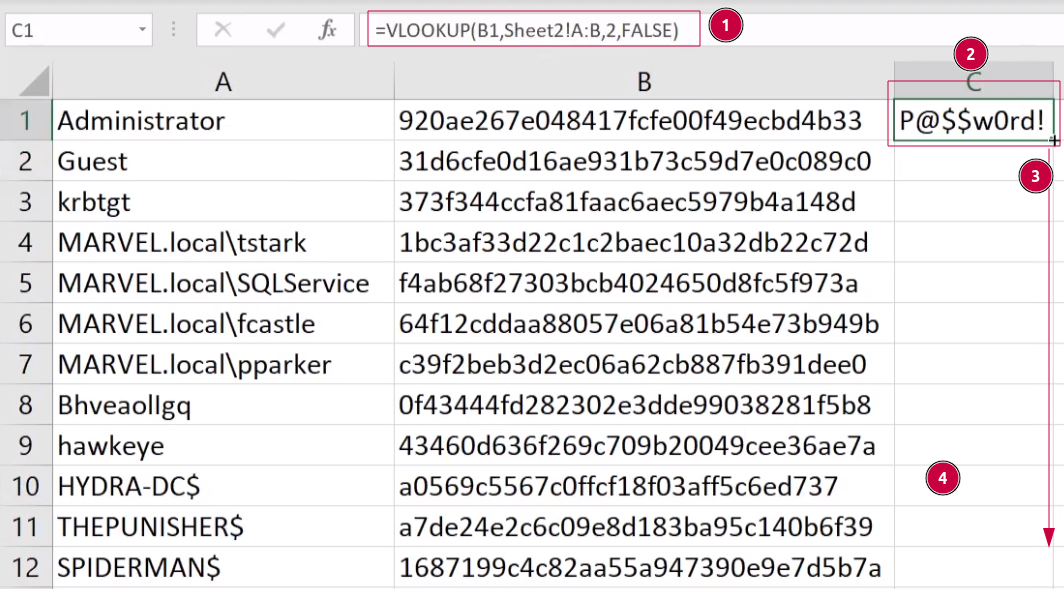 C1 fx =VLOOKUP(B1,Sheet2!A:B,2,FALSE) 1
2
A B C
1 Administrator 920ae267e048417fcfe00f49ecbd4b33 P@$$w0rd!
2 Guest 31d6cfe0d16ae931b73c59d7e0c089c0
3
3 krbtgt 373f344ccfa81faac6aec5979b4a148d
4 MARVEL.local\tstark 1bc3af33d22c1c2baec10a32db22c72d
5 MARVEL.local\SQLService f4ab68f27303bcb4024650d8fc5f973a
6 MARVEL.local\fcastle 64f12cddaa88057e06a81b54e73b949b
7 MARVEL.local\pparker c39f2beb3d2ec06a62cb887fb391dee0
8 BhveaolIgq 0f43444fd282302e3dde99038281f5b8
9 hawkeye 43460d636f269c709b20049cee36ae7a
10 HYDRA-DC$ a0569c5567c0ffcf18f03aff5c6ed737 4
11 THEPUNISHER$ a7de24e2c6c09e8d183ba95c140b6f39
12 SPIDERMAN$ 1687199c4c82aa55a947390e9e7d5b7a